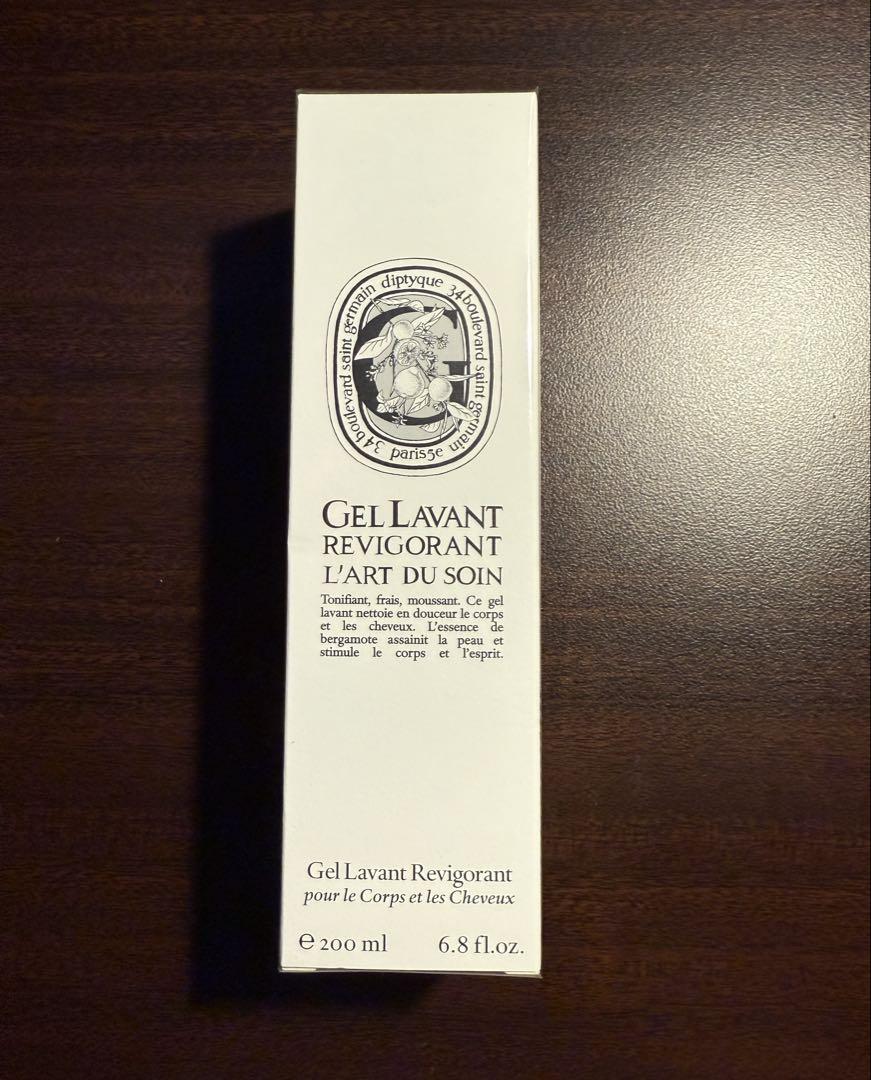 diptyque 34 boulevard saint germain paris5e 34 boulevard saint germain
G
GEL LAVANT
REVIGORANT
L'ART DU SOIN
Tonifiant, frais, moussant. Ce gel
lavant nettoie en douceur le corps
et les cheveux. L'essence de
bergamote assainit la peau et
stimule le corps et l'esprit.
Gel Lavant Revigorant
pour le Corps et les Cheveux
℮ 200 ml 6.8 fl.oz.